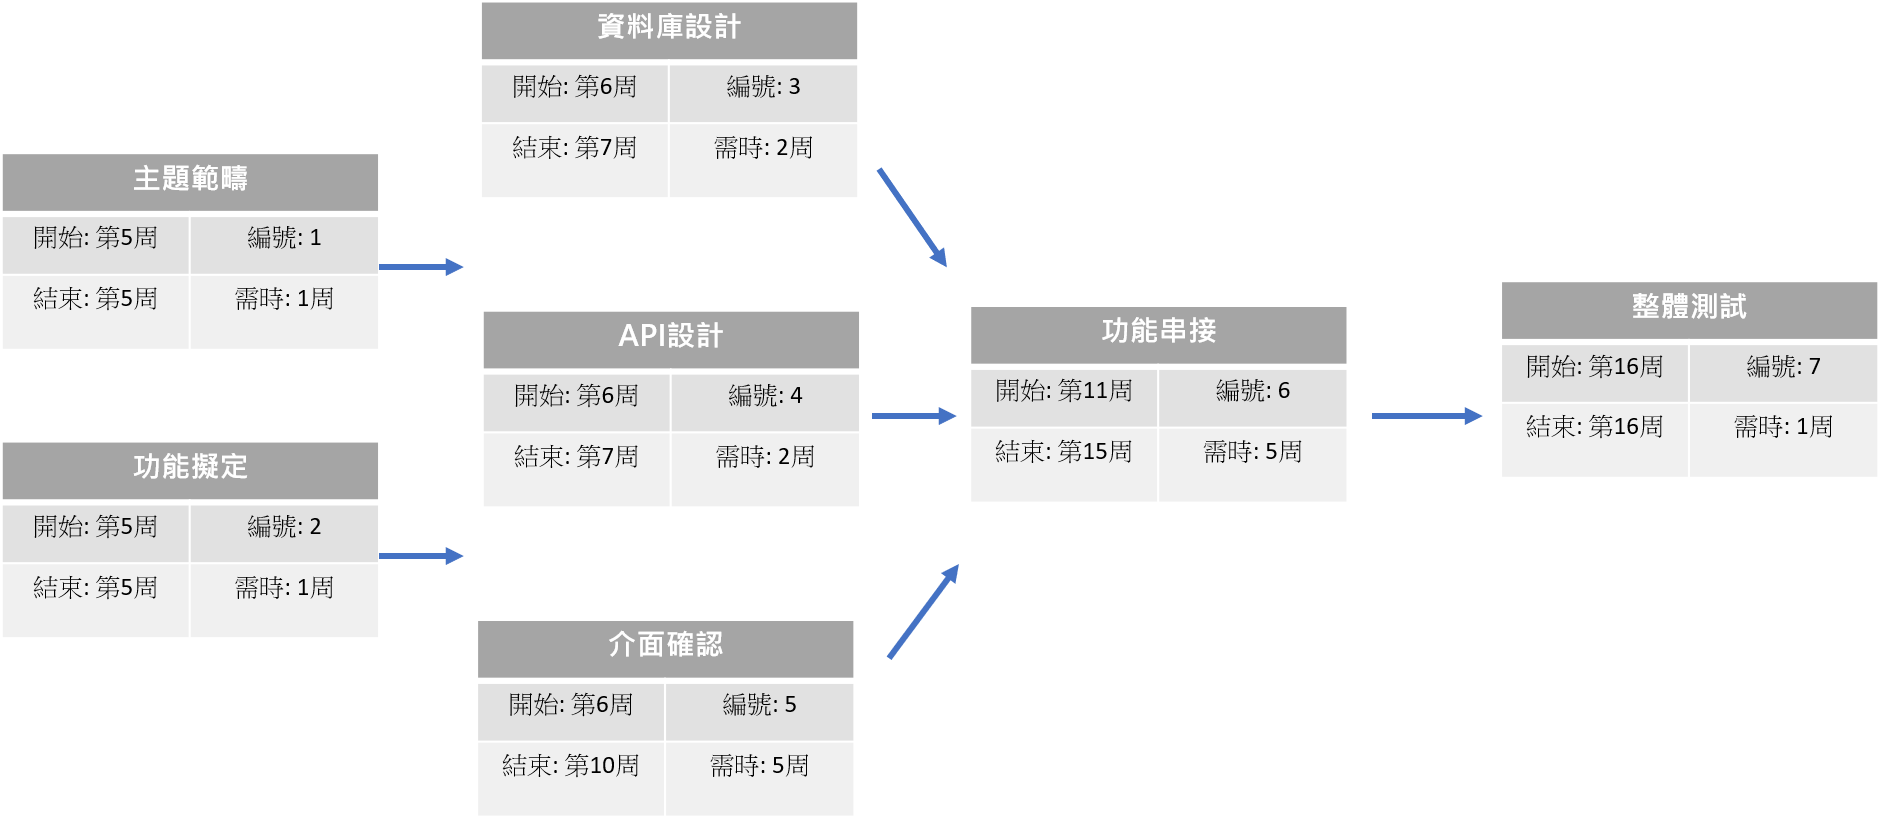 主題範疇
開始: 第5周 編號: 1
結束: 第5周 需時: 1周
功能擬定
開始: 第5周 編號: 2
結束: 第5周 需時: 1周
資料庫設計
開始: 第6周 編號: 3
結束: 第7周 需時: 2周
API設計
開始: 第6周 編號: 4
結束: 第7周 需時: 2周
介面確認
開始: 第6周 編號: 5
結束: 第10周 需時: 5周
功能串接
開始: 第11周 編號: 6
結束: 第15周 需時: 5周
整體測試
開始: 第16周 編號: 7
結束: 第16周 需時: 1周